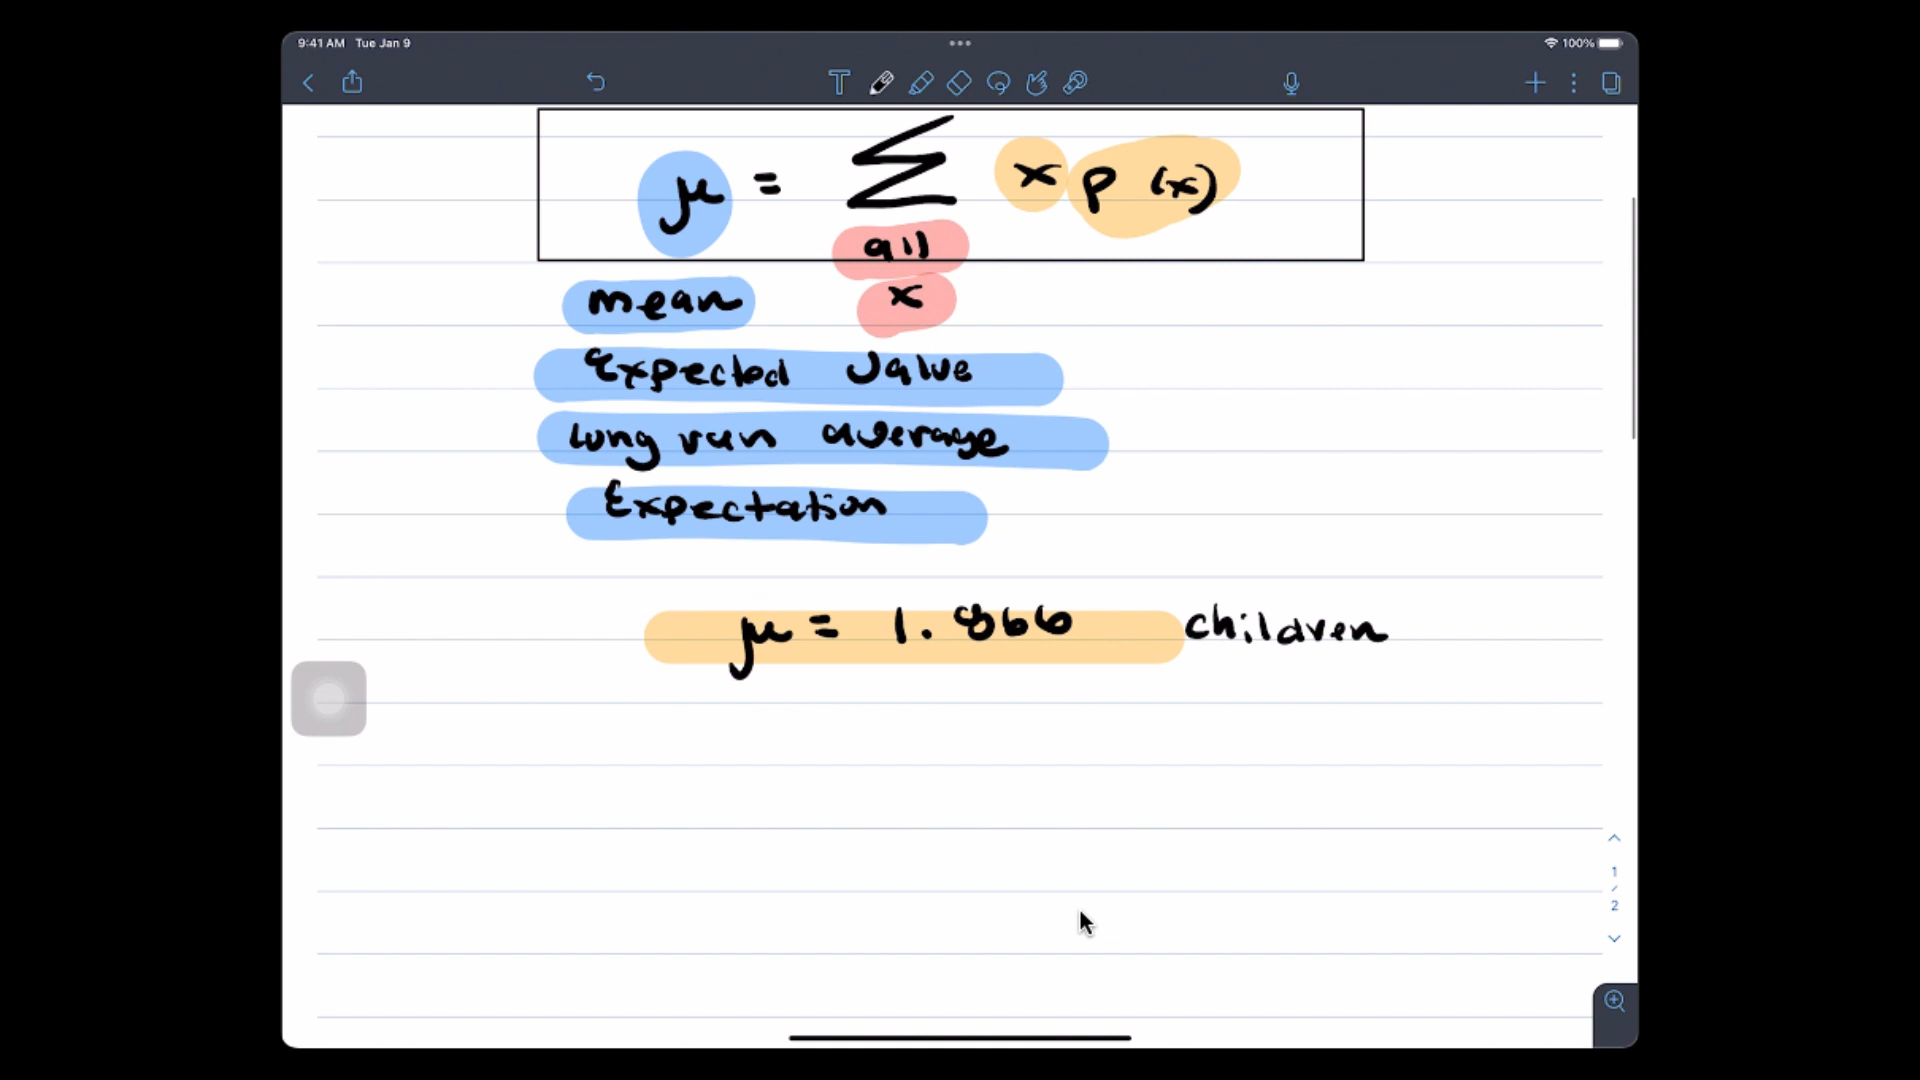 9:41 AM Tue Jan 9
100%
μ = Σ x p (x)
all
x
mean
Expected Value
Long run average
Expectation
μ = 1.866 children
1
/
2